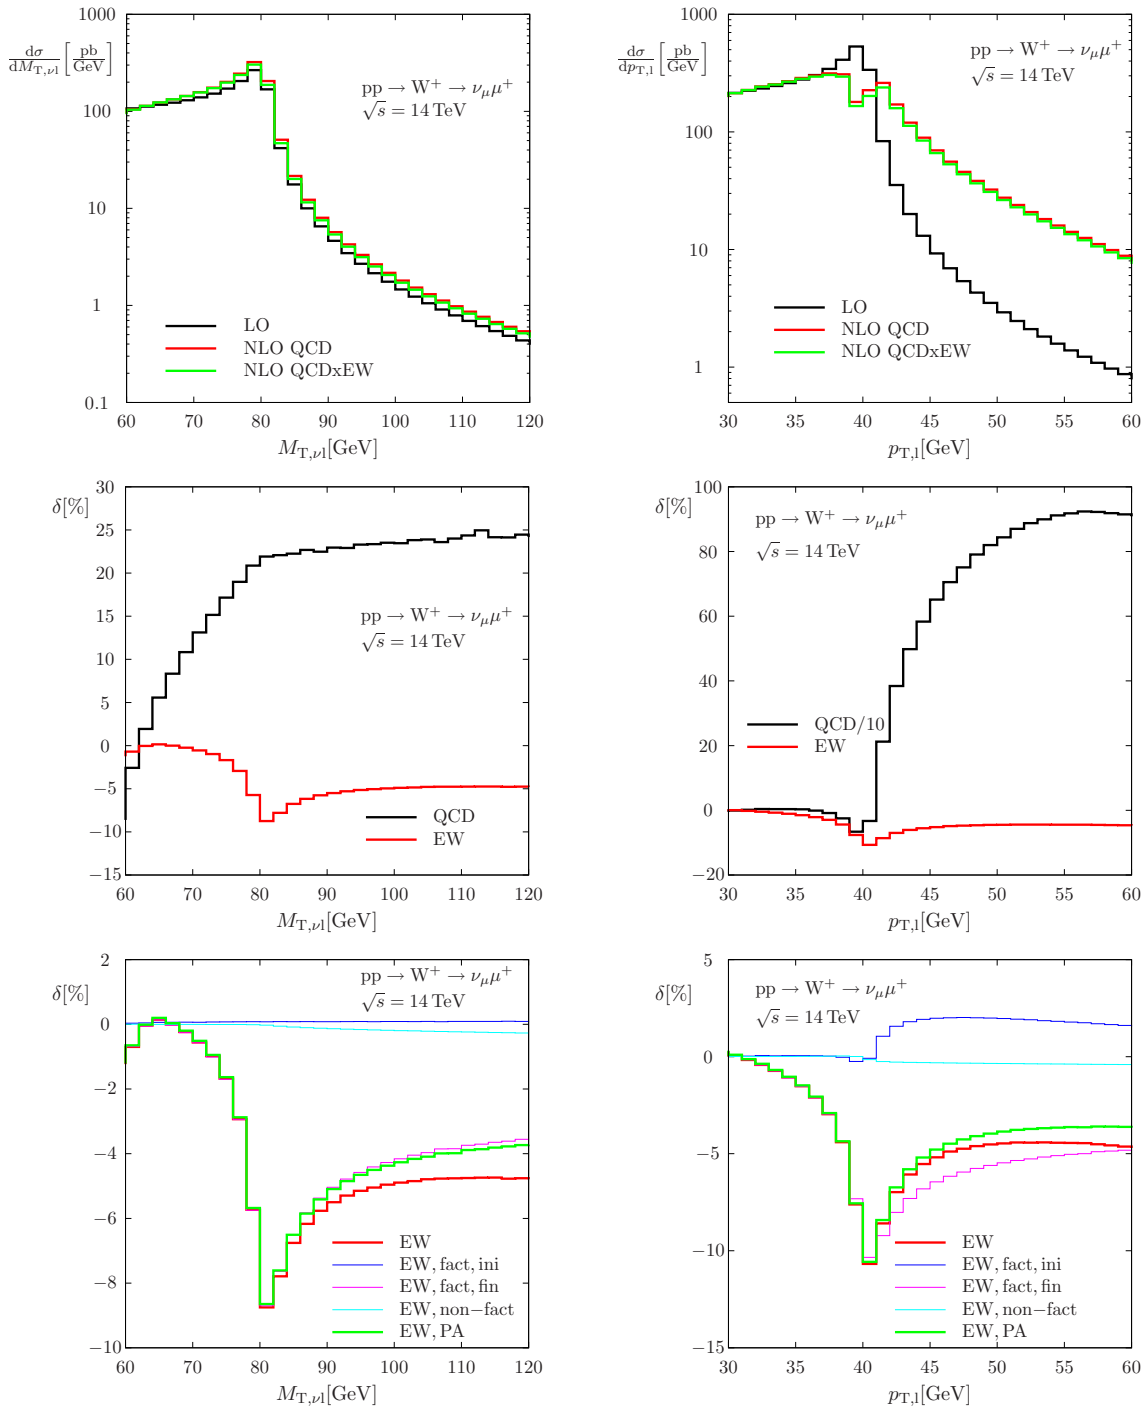 dσ/dM_T,νl [pb/GeV]
1000
100
10
1
0.1
pp → W⁺ → ν_μμ⁺
√s = 14 TeV
LO
NLO QCD
NLO QCDxEW
60 70 80 90 100 110 120
M_T,νl[GeV]
dσ/dp_T,l [pb/GeV]
1000
100
10
1
pp → W⁺ → ν_μμ⁺
√s = 14 TeV
LO
NLO QCD
NLO QCDxEW
30 35 40 45 50 55 60
p_T,l[GeV]
δ[%]
30
25
20
15
10
5
0
−5
−10
−15
pp → W⁺ → ν_μμ⁺
√s = 14 TeV
QCD
EW
60 70 80 90 100 110 120
M_T,νl[GeV]
δ[%]
100
80
60
40
20
0
−20
pp → W⁺ → ν_μμ⁺
√s = 14 TeV
QCD/10
EW
30 35 40 45 50 55 60
p_T,l[GeV]
δ[%]
2
0
−2
−4
−6
−8
−10
pp → W⁺ → ν_μμ⁺
√s = 14 TeV
EW
EW, fact, ini
EW, fact, fin
EW, non−fact
EW, PA
60 70 80 90 100 110 120
M_T,νl[GeV]
δ[%]
5
0
−5
−10
−15
pp → W⁺ → ν_μμ⁺
√s = 14 TeV
EW
EW, fact, ini
EW, fact, fin
EW, non−fact
EW, PA
30 35 40 45 50 55 60
p_T,l[GeV]